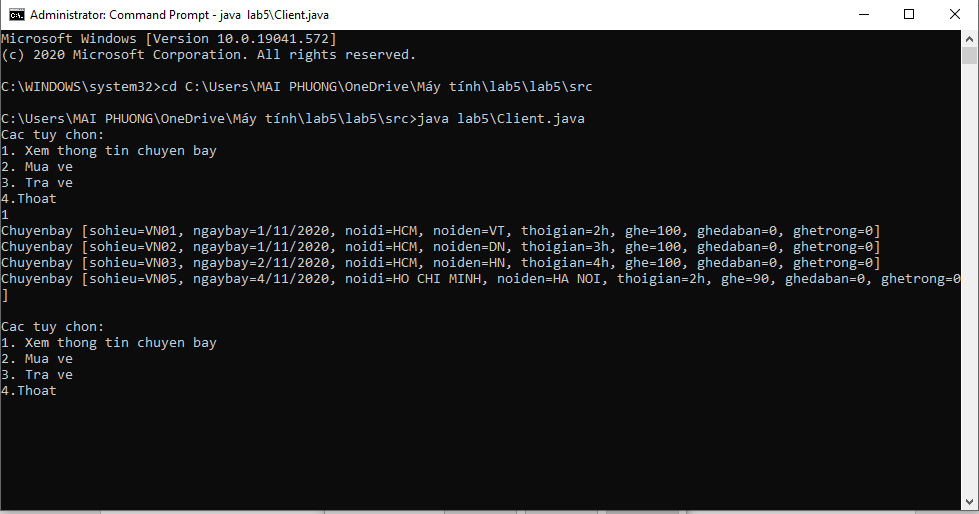 Administrator: Command Prompt - java  lab5\Client.java
Microsoft Windows [Version 10.0.19041.572]
(c) 2020 Microsoft Corporation. All rights reserved.
C:\WINDOWS\system32>cd C:\Users\MAI PHUONG\OneDrive\Máy tính\lab5\lab5\src
C:\Users\MAI PHUONG\OneDrive\Máy tính\lab5\lab5\src>java lab5\Client.java
Cac tuy chon:
1. Xem thong tin chuyen bay
2. Mua ve
3. Tra ve
4.Thoat
1
Chuyenbay [sohieu=VN01, ngaybay=1/11/2020, noidi=HCM, noiden=VT, thoigian=2h, ghe=100, ghedaban=0, ghetrong=0]
Chuyenbay [sohieu=VN02, ngaybay=1/11/2020, noidi=HCM, noiden=DN, thoigian=3h, ghe=100, ghedaban=0, ghetrong=0]
Chuyenbay [sohieu=VN03, ngaybay=2/11/2020, noidi=HCM, noiden=HN, thoigian=4h, ghe=100, ghedaban=0, ghetrong=0]
Chuyenbay [sohieu=VN05, ngaybay=4/11/2020, noidi=HO CHI MINH, noiden=HA NOI, thoigian=2h, ghe=90, ghedaban=0, ghetrong=0
]
Cac tuy chon:
1. Xem thong tin chuyen bay
2. Mua ve
3. Tra ve
4.Thoat